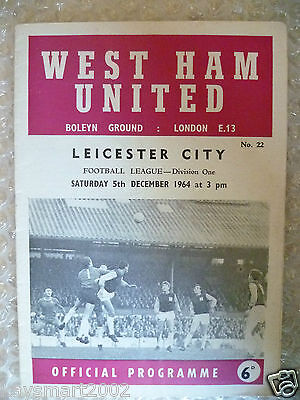 WEST HAM
UNITED
BOLEYN GROUND : LONDON E.13
No. 22
LEICESTER CITY
FOOTBALL LEAGUE—Division One
SATURDAY 5th DECEMBER 1964 at 3 pm
OFFICIAL PROGRAMME 6D
oysmart2002